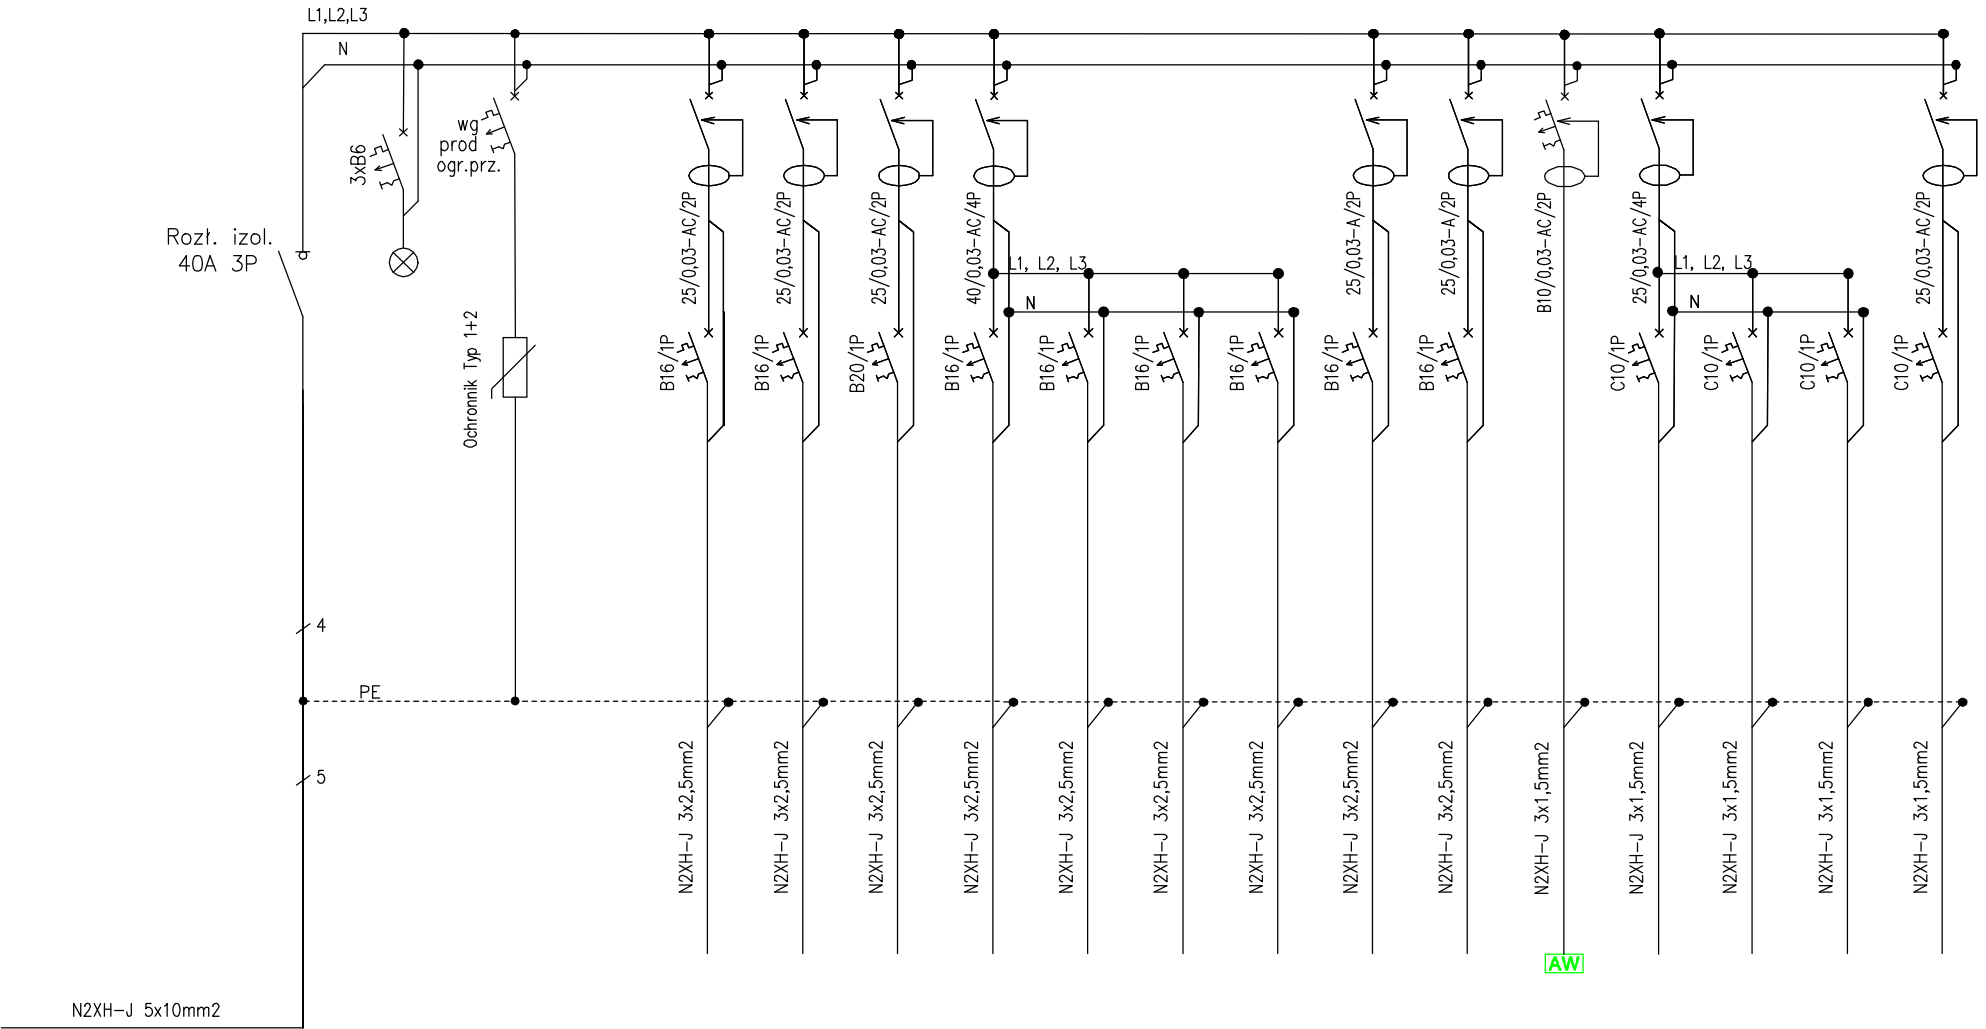 L1,L2,L3
N
3xB6
wg
prod
ogr.prz.
Rozł. izol.
40A 3P
Ochronnik Typ 1+2
25/0,03-AC/2P
25/0,03-AC/2P
25/0,03-AC/2P
40/0,03-AC/4P
25/0,03-A/2P
25/0,03-A/2P
B10/0,03-AC/2P
25/0,03-AC/4P
25/0,03-AC/2P
L1, L2, L3
N
L1, L2, L3
N
B16/1P
B16/1P
B20/1P
B16/1P
B16/1P
B16/1P
B16/1P
B16/1P
B16/1P
C10/1P
C10/1P
C10/1P
C10/1P
4
PE
5
N2XH-J 3x2,5mm2
N2XH-J 3x2,5mm2
N2XH-J 3x2,5mm2
N2XH-J 3x2,5mm2
N2XH-J 3x2,5mm2
N2XH-J 3x2,5mm2
N2XH-J 3x2,5mm2
N2XH-J 3x2,5mm2
N2XH-J 3x2,5mm2
N2XH-J 3x1,5mm2
N2XH-J 3x1,5mm2
N2XH-J 3x1,5mm2
N2XH-J 3x1,5mm2
N2XH-J 3x1,5mm2
AW
N2XH-J 5x10mm2